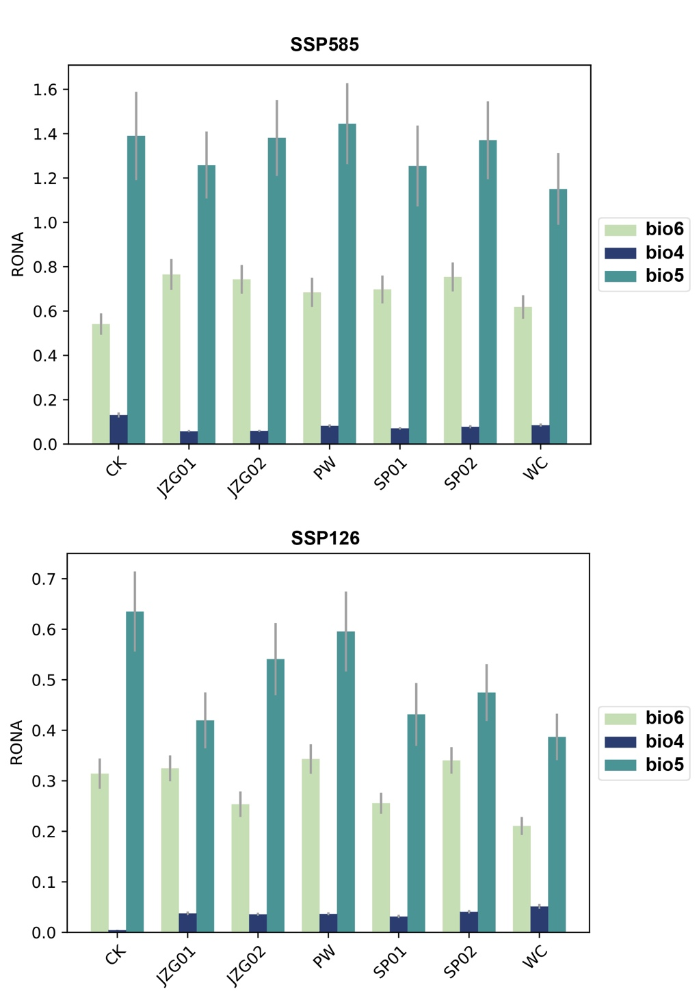 SSP585
1.6
1.4
1.2
1.0
0.8
0.6
0.4
0.2
0.0
RONA
CK
JZG01
JZG02
PW
SP01
SP02
WC
bio6
bio4
bio5
SSP126
0.7
0.6
0.5
0.4
0.3
0.2
0.1
0.0
RONA
CK
JZG01
JZG02
PW
SP01
SP02
WC
bio6
bio4
bio5